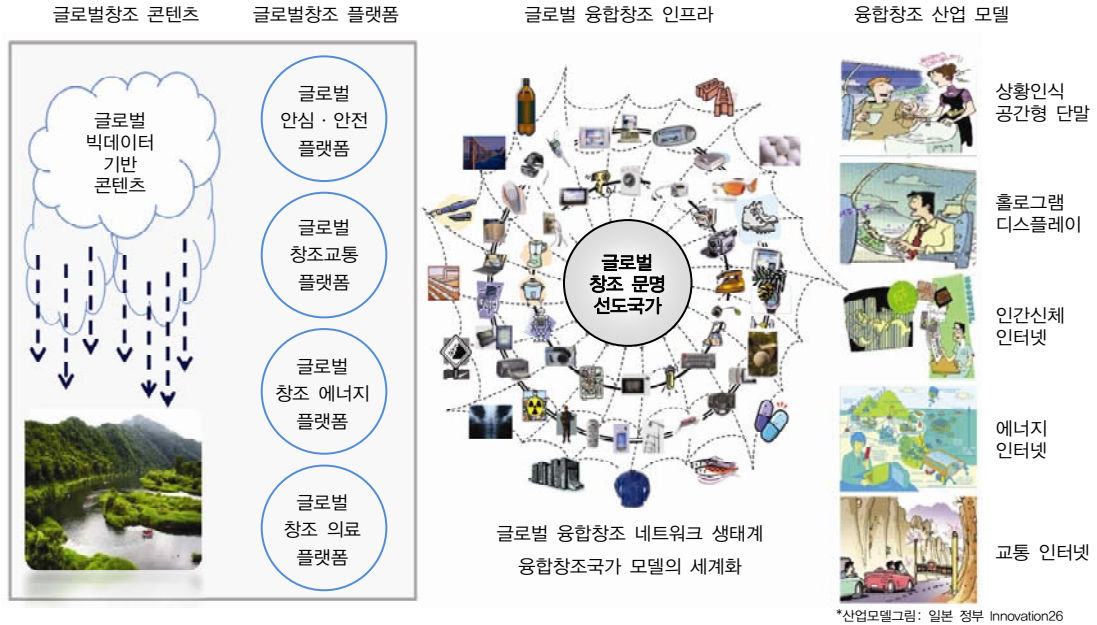 글로벌창조 콘텐츠
글로벌창조 플랫폼
글로벌 융합창조 인프라
융합창조 산업 모델
글로벌
빅데이터
기반
콘텐츠
글로벌
안심 · 안전
플랫폼
글로벌
창조교통
플랫폼
글로벌
창조 에너지
플랫폼
글로벌
창조 의료
플랫폼
글로벌
창조 문명
선도국가
글로벌 융합창조 네트워크 생태계
융합창조국가 모델의 세계화
상황인식
공간형 단말
홀로그램
디스플레이
인간신체
인터넷
에너지
인터넷
교통 인터넷
*산업모델그림: 일본 정부 Innovation26